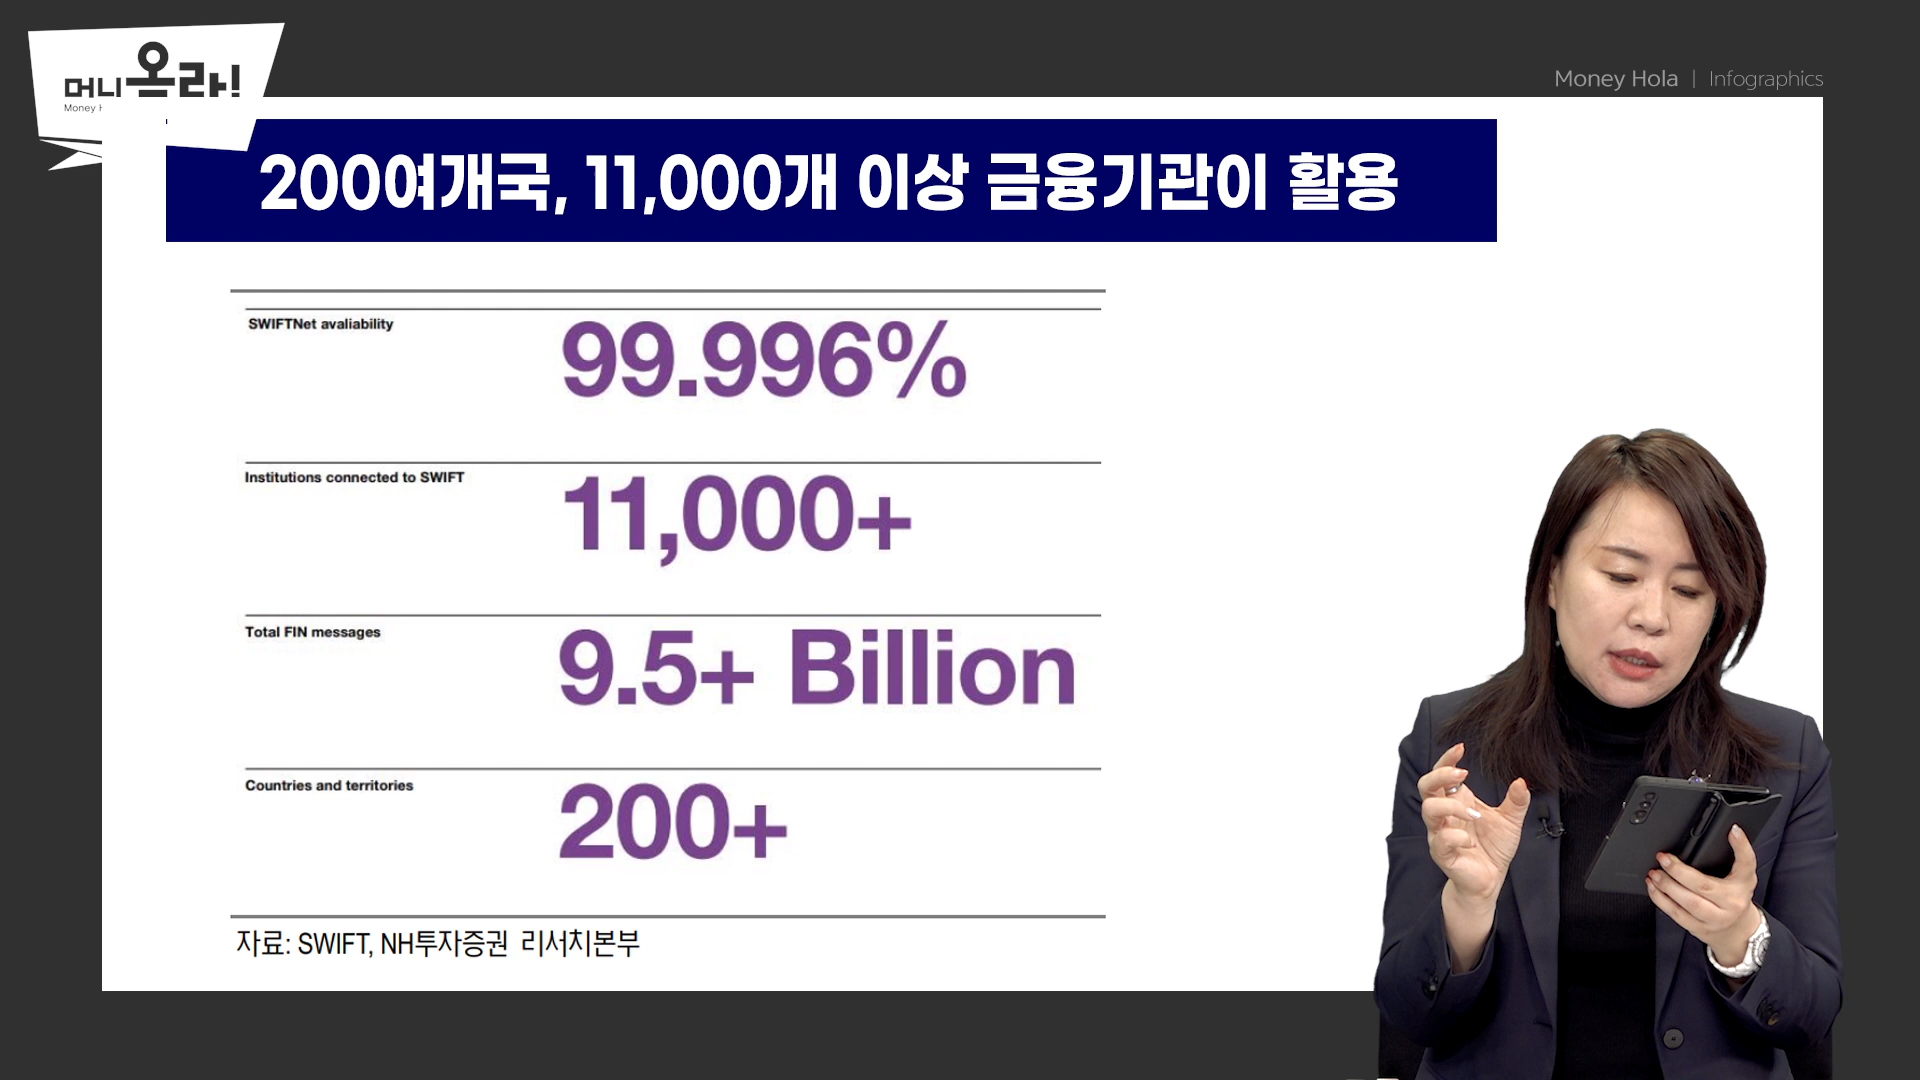 머니올라!
Money H
Money Hola | Infographics
200여개국, 11,000개 이상 금융기관이 활용
SWIFTNet avaliability
99.996%
Institutions connected to SWIFT
11,000+
Total FIN messages
9.5+ Billion
Countries and territories
200+
자료: SWIFT, NH투자증권 리서치본부